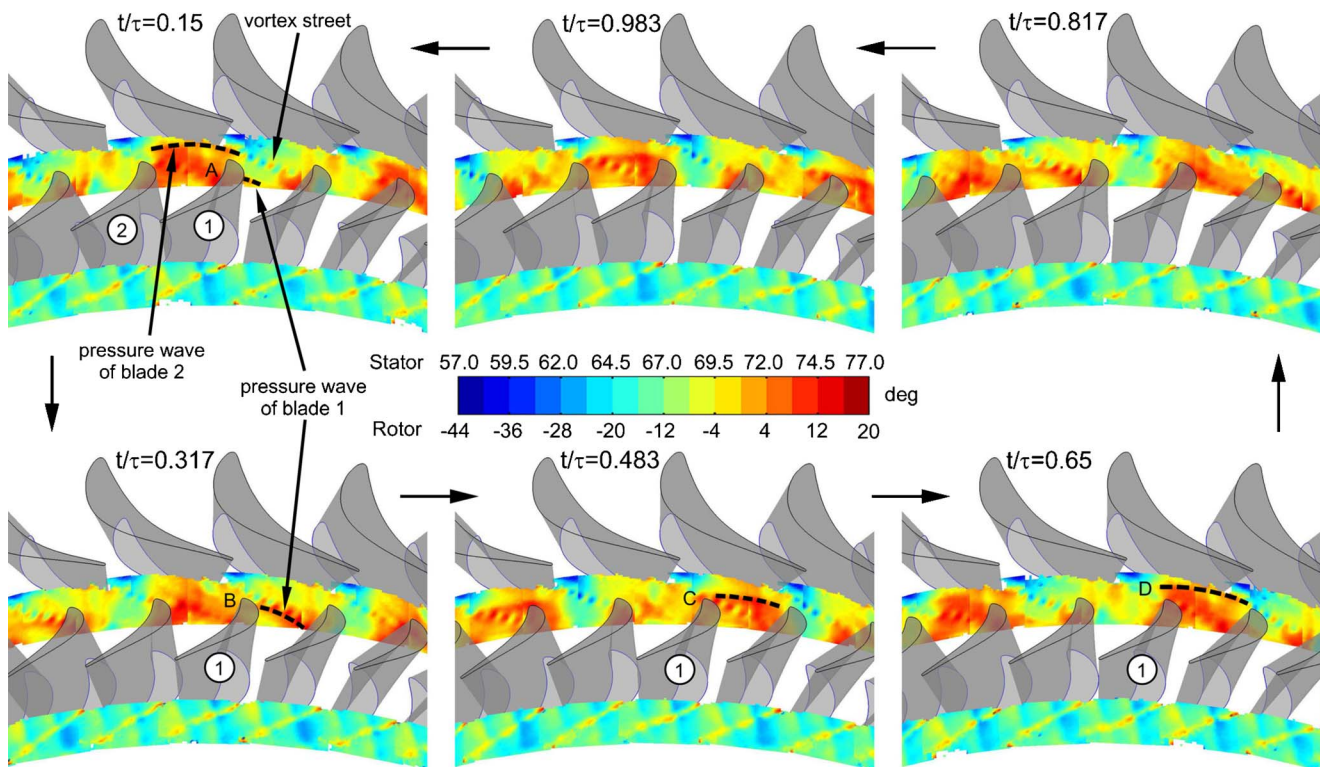 t/τ=0.15
vortex street
t/τ=0.983
t/τ=0.817
A
2
1
pressure wave
of blade 2
pressure wave
of blade 1
Stator
57.0 59.5 62.0 64.5 67.0 69.5 72.0 74.5 77.0
deg
Rotor
-44 -36 -28 -20 -12 -4 4 12 20
t/τ=0.317
t/τ=0.483
t/τ=0.65
B
1
C
1
D
1